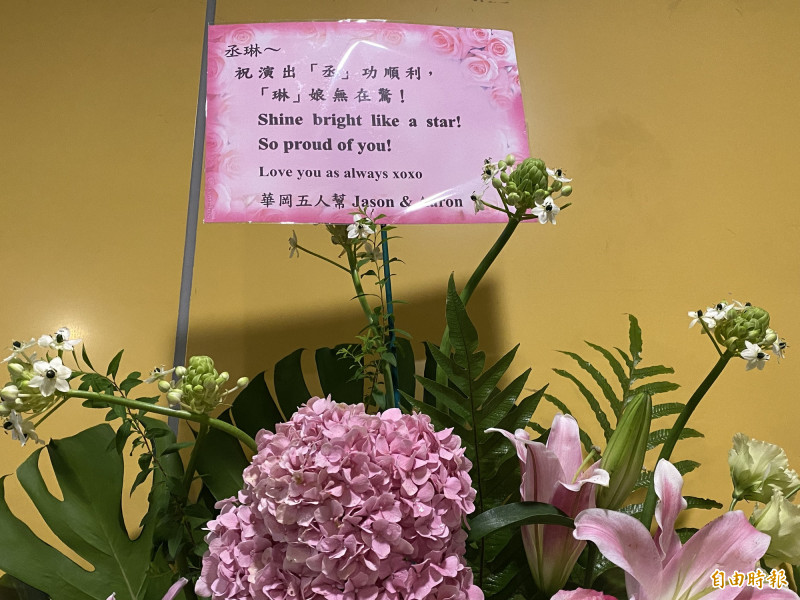 丞琳～
祝演出「丞」功順利，
「琳」娘無在驚！
Shine bright like a star!
So proud of you!
Love you as always xoxo
華岡五人幫 Jason & Aaron
自由時報